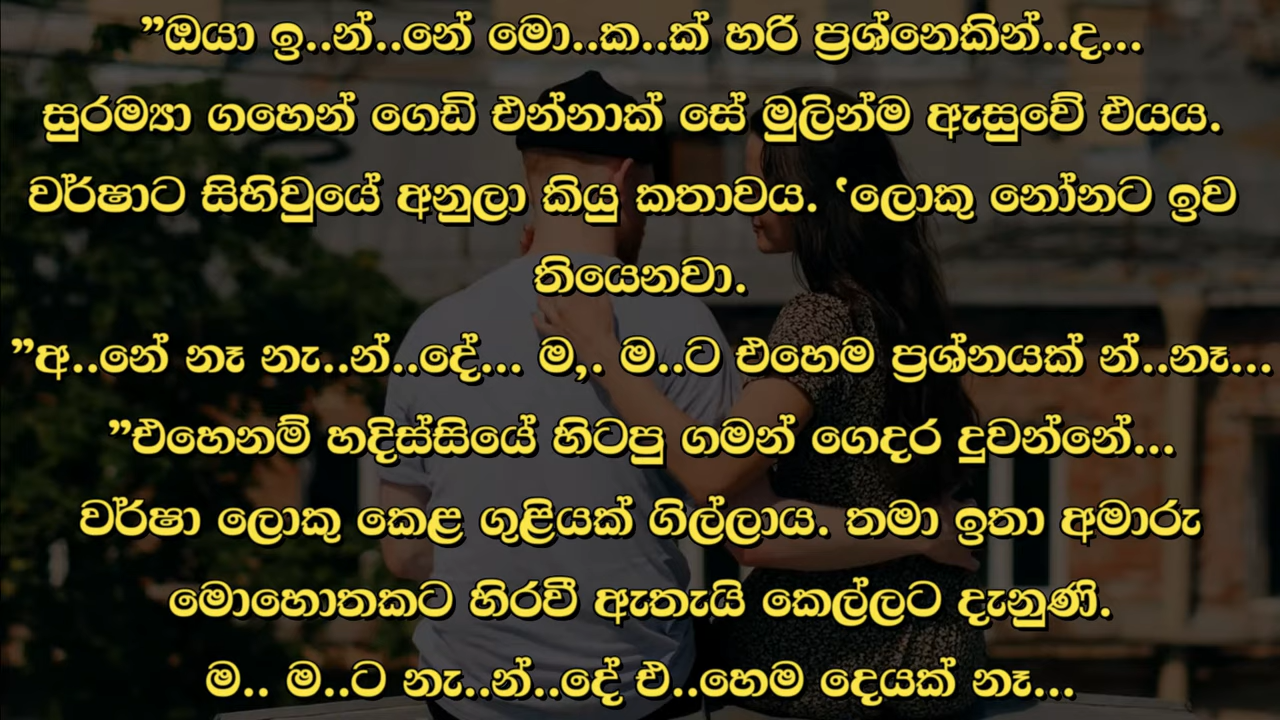 ”ඔයා ඉ..න්..නේ මො..ක..ක් හරි ප්‍රශ්නෙකින්..ද...
සුරම්‍යා ගහෙන් ගෙඩි එන්නාක් සේ මුලින්ම ඇසුවේ එයය.
වර්ෂාට සිහිවුයේ අනුලා කියු කතාවය. ‘ලොකු නෝනට ඉව
තියෙනවා.
”අ..නේ නෑ නැ..න්..දේ... ම,. ම..ට එහෙම ප්‍රශ්නයක් න්..නෑ...
”එහෙනම් හදිස්සියේ හිටපු ගමන් ගෙදර දුවන්නේ...
වර්ෂා ලොකු කෙළ ගුළියක් ගිල්ලාය. තමා ඉතා අමාරු
මොහොතකට හිරවී ඇතැයි කෙල්ලට දැනුණි.
ම.. ම..ට නැ..න්..දේ එ..හෙම දෙයක් නෑ...